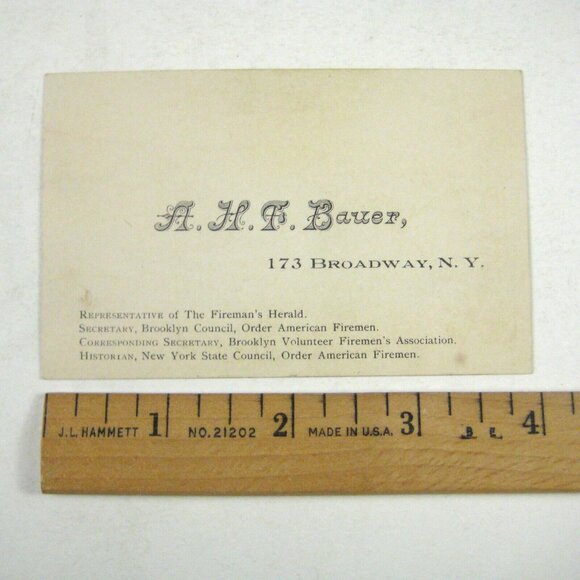 A. H. F. Bauer,
173 BROADWAY, N. Y.
REPRESENTATIVE of The Fireman's Herald.
SECRETARY, Brooklyn Council, Order American Firemen.
CORRESPONDING SECRETARY, Brooklyn Volunteer Firemen's Association.
HISTORIAN, New York State Council, Order American Firemen.
J.L. HAMMETT 1 NO. 21202 2 MADE IN U.S.A. 3 B E 4